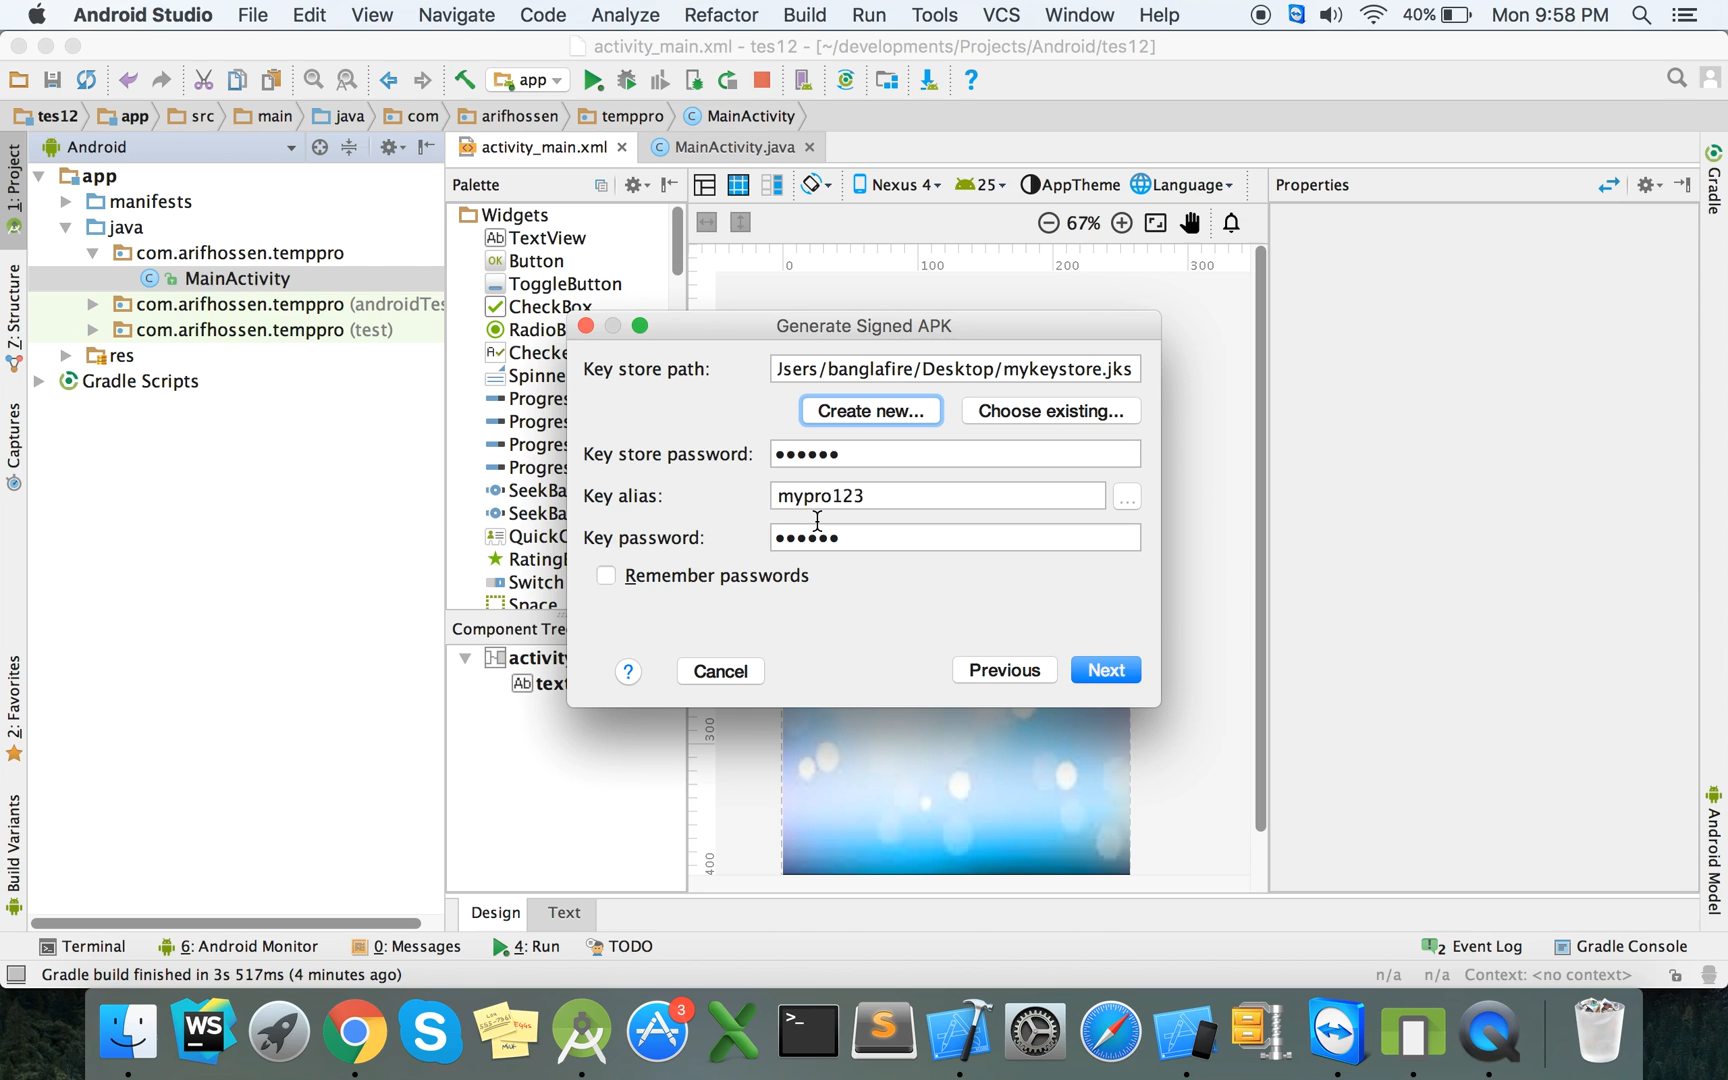 Android Studio File Edit View Navigate Code Analyze Refactor Build Run Tools VCS Window Help 40% Mon 9:58 PM
activity_main.xml - tes12 - [~/developments/Projects/Android/tes12]
app
tes12 app src main java com arifhossen temppro MainActivity
Android
activity_main.xml
MainActivity.java
1: Project
Z: Structure
Captures
2: Favorites
Build Variants
app
manifests
java
com.arifhossen.temppro
MainActivity
com.arifhossen.temppro (androidTes
com.arifhossen.temppro (test)
res
Gradle Scripts
Palette
Widgets
TextView
Button
ToggleButton
CheckBox
RadioB
Checke
Spinne
Progres
Progres
Progres
Progres
SeekBa
SeekBa
QuickC
RatingB
Switch
Space
Component Tre
activity
Ab text
Nexus 4 25 AppTheme Language
67%
0 100 200 300
300
400
Properties
Gradle
Android Model
Generate Signed APK
Key store path: Jsers/banglafire/Desktop/mykeystore.jks
Create new... Choose existing...
Key store password: ••••••
Key alias: mypro123 ...
Key password: ••••••
Remember passwords
? Cancel Previous Next
Design Text
Terminal 6: Android Monitor 0: Messages 4: Run TODO 2 Event Log Gradle Console
Gradle build finished in 3s 517ms (4 minutes ago) n/a n/a Context: <no context>
WS
3